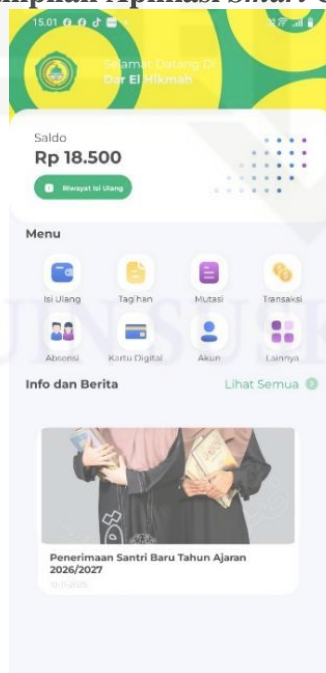 mpilan Aplikasi Smart
15.01
Selamat Datang Di
Dar El Hikmah
Saldo
Rp 18.500
Riwayat Isi Ulang
Menu
Isi Ulang Tagihan Mutasi Transaksi
Absensi Kartu Digital Akun Lainnya
Info dan Berita Lihat Semua
Penerimaan Santri Baru Tahun Ajaran
2026/2027